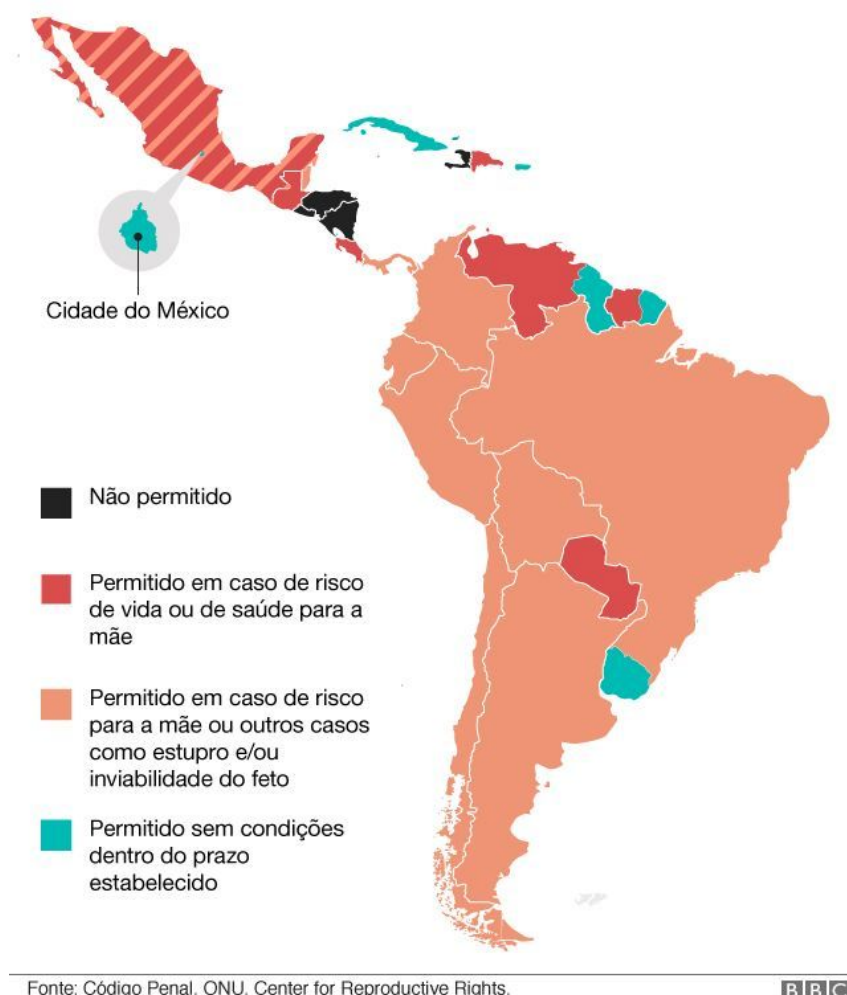 Cidade do México
Não permitido
Permitido em caso de risco
de vida ou de saúde para a
mãe
Permitido em caso de risco
para a mãe ou outros casos
como estupro e/ou
inviabilidade do feto
Permitido sem condições
dentro do prazo
estabelecido
Fonte: Código Penal, ONU, Center for Reproductive Rights.
BBC